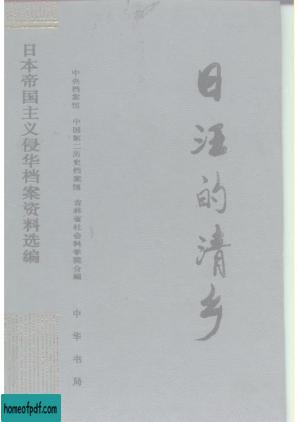 日汪的清乡
日本帝国主义侵华档案资料选编
中央档案馆 中国第二历史档案馆 吉林省社会科学院合编
中华书局
homeofpdf.com